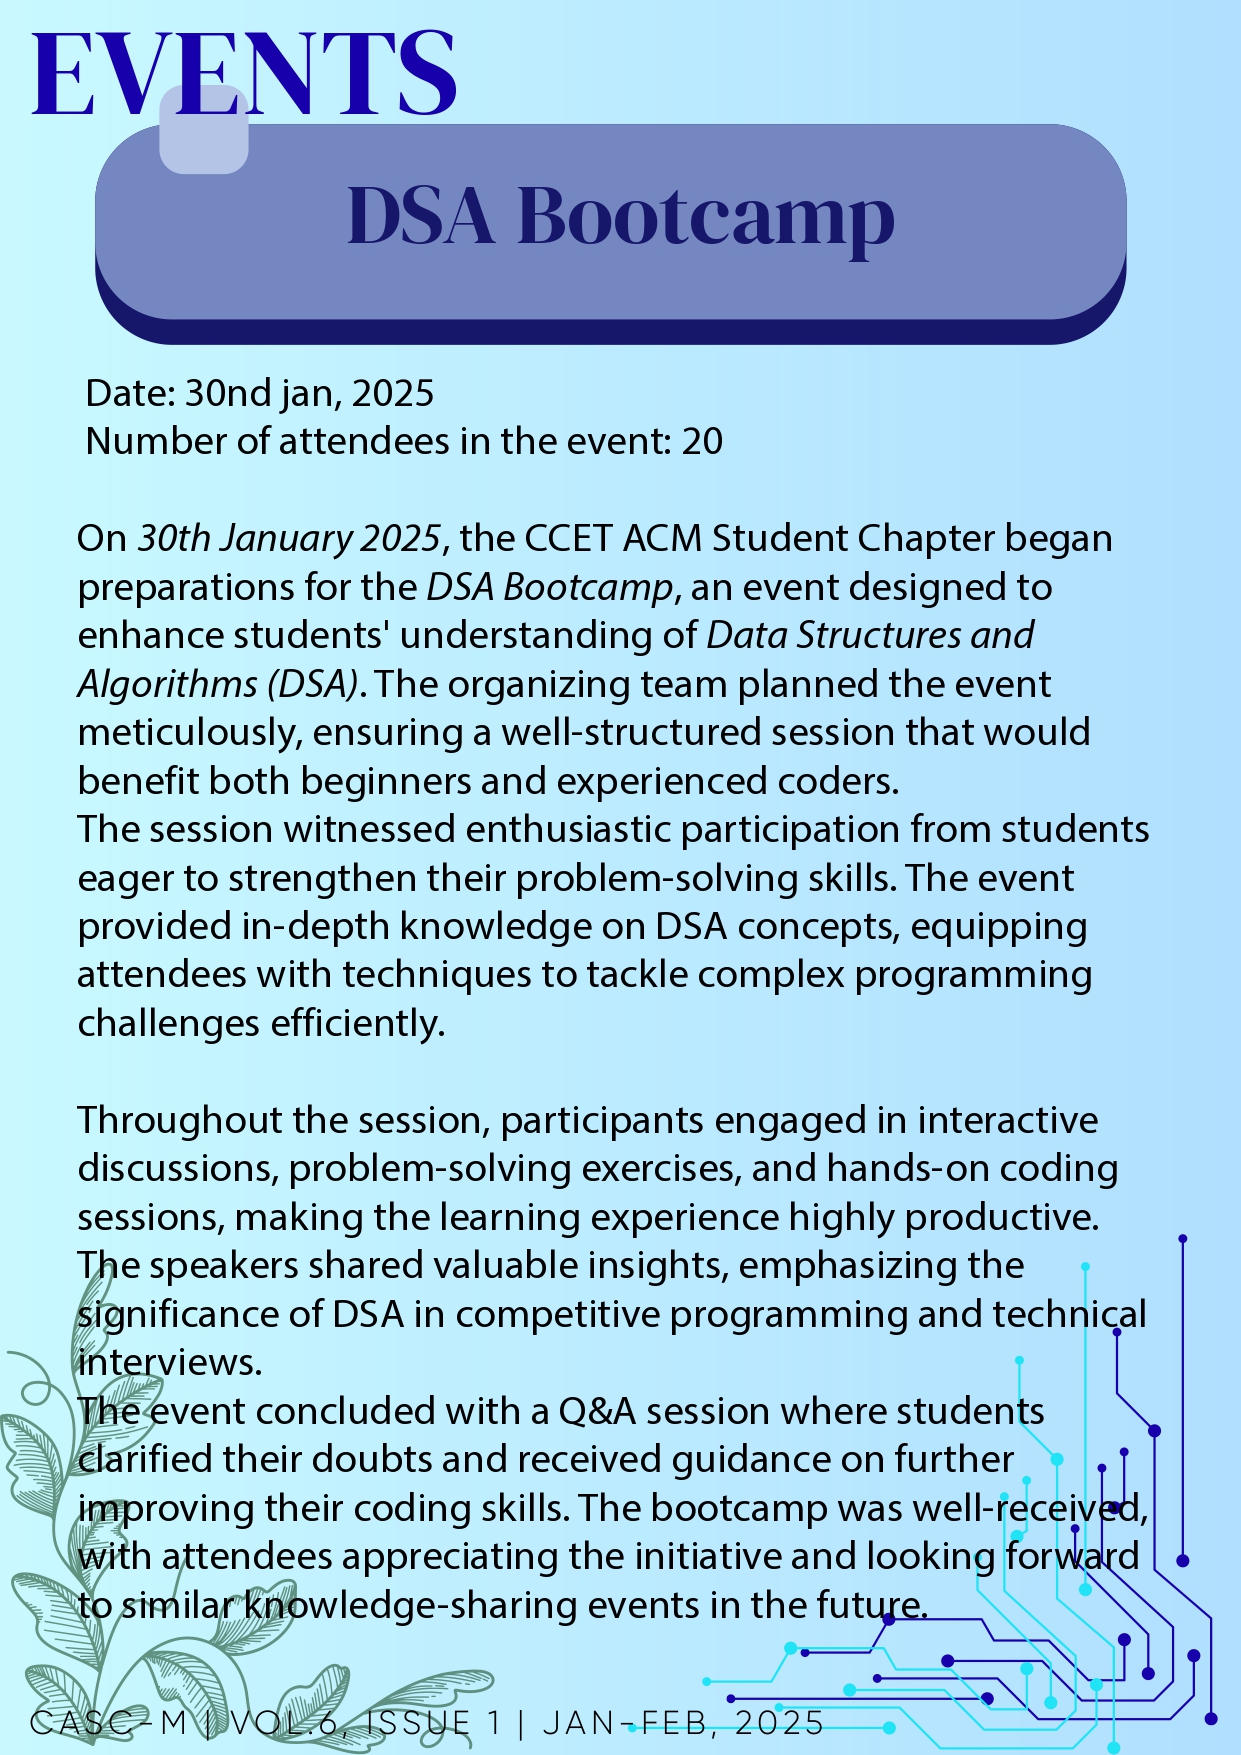 EVENTS
DSA Bootcamp
Date: 30nd jan, 2025
Number of attendees in the event: 20
On 30th January 2025, the CCET ACM Student Chapter began
preparations for the DSA Bootcamp, an event designed to
enhance students' understanding of Data Structures and
Algorithms (DSA). The organizing team planned the event
meticulously, ensuring a well-structured session that would
benefit both beginners and experienced coders.
The session witnessed enthusiastic participation from students
eager to strengthen their problem-solving skills. The event
provided in-depth knowledge on DSA concepts, equipping
attendees with techniques to tackle complex programming
challenges efficiently.
Throughout the session, participants engaged in interactive
discussions, problem-solving exercises, and hands-on coding
sessions, making the learning experience highly productive.
The speakers shared valuable insights, emphasizing the
significance of DSA in competitive programming and technical
interviews.
The event concluded with a Q&A session where students
clarified their doubts and received guidance on further
improving their coding skills. The bootcamp was well-received,
with attendees appreciating the initiative and looking forward
to similar knowledge-sharing events in the future.
CASC-M | VOL.6, ISSUE 1 | JAN-FEB, 2025